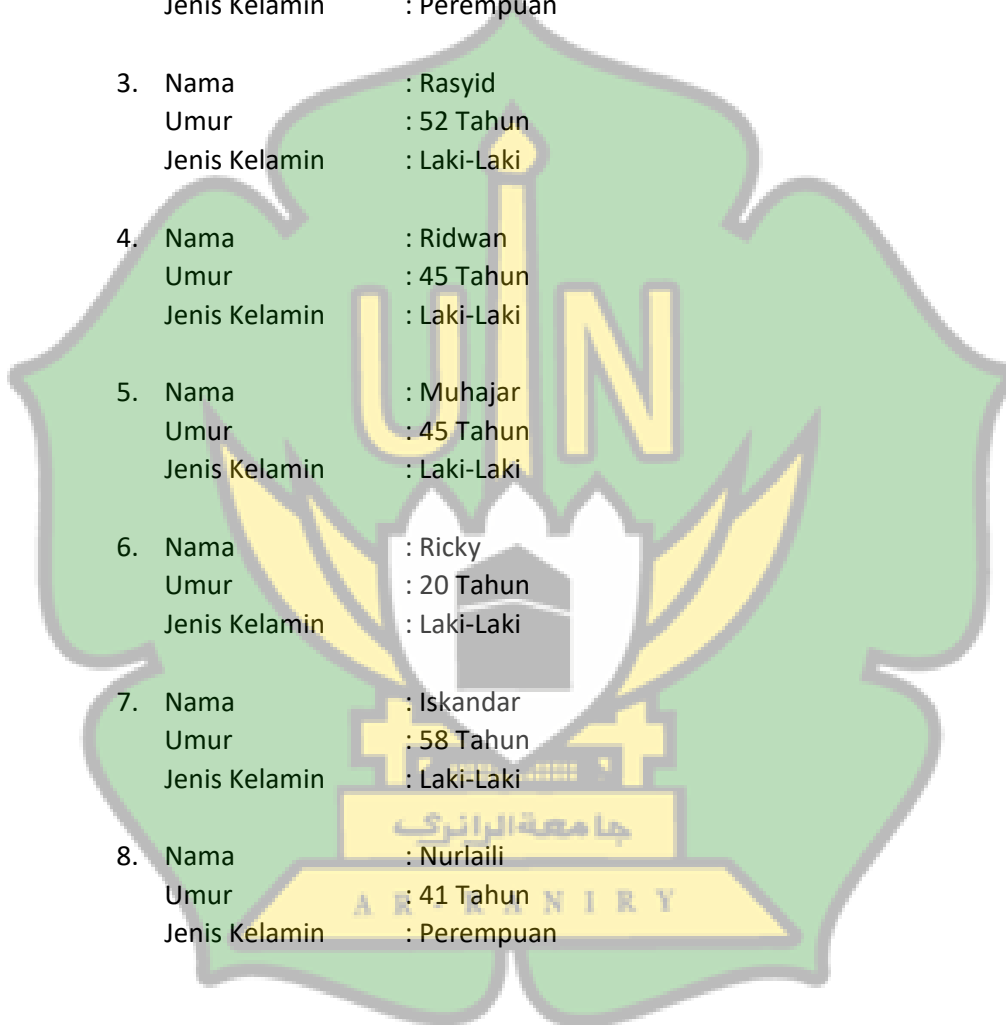 Jenis Kelamin : Perempuan
3. Nama : Rasyid
Umur : 52 Tahun
Jenis Kelamin : Laki-Laki
4. Nama : Ridwan
Umur : 45 Tahun
Jenis Kelamin : Laki-Laki
5. Nama : Muhajar
Umur : 45 Tahun
Jenis Kelamin : Laki-Laki
6. Nama : Ricky
Umur : 20 Tahun
Jenis Kelamin : Laki-Laki
7. Nama : Iskandar
Umur : 58 Tahun
Jenis Kelamin : Laki-Laki
8. Nama : Nurlaili
Umur : 41 Tahun
Jenis Kelamin : Perempuan
UIN
جامعة الرانري
AR-RANIRY